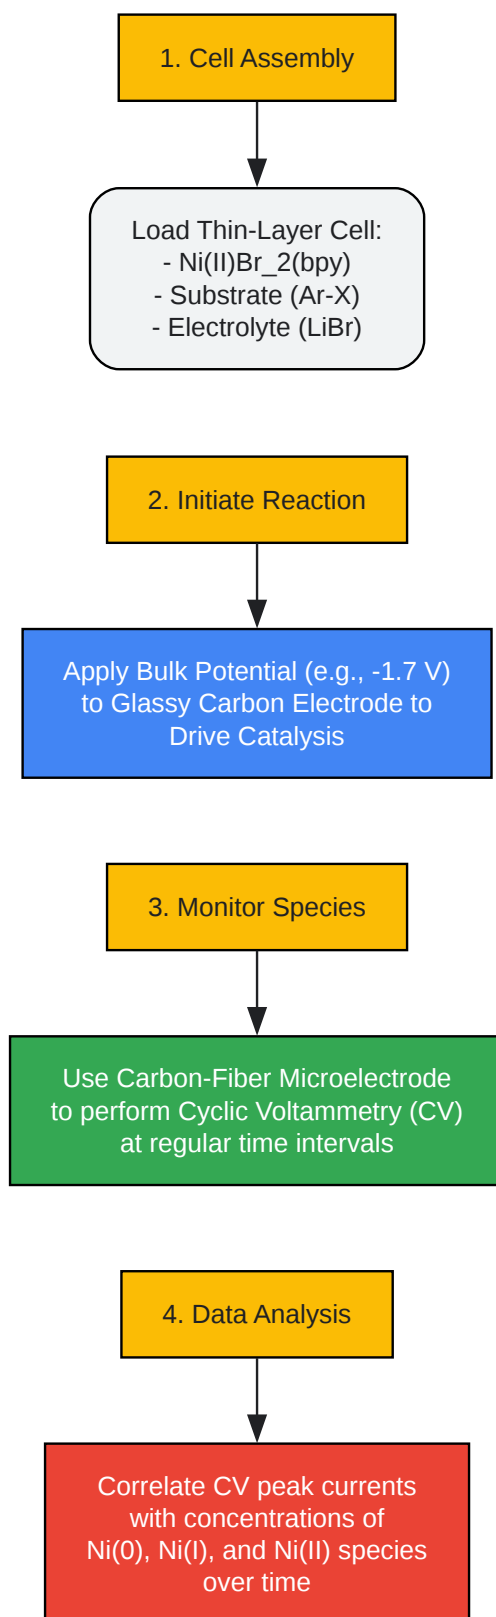 1. Cell Assembly
Load Thin-Layer Cell:
- Ni(II)Br_2(bpy)
- Substrate (Ar-X)
- Electrolyte (LiBr)
2. Initiate Reaction
Apply Bulk Potential (e.g., -1.7 V)
to Glassy Carbon Electrode to
Drive Catalysis
3. Monitor Species
Use Carbon-Fiber Microelectrode
to perform Cyclic Voltammetry (CV)
at regular time intervals
4. Data Analysis
Correlate CV peak currents
with concentrations of
Ni(0), Ni(I), and Ni(II) species
over time